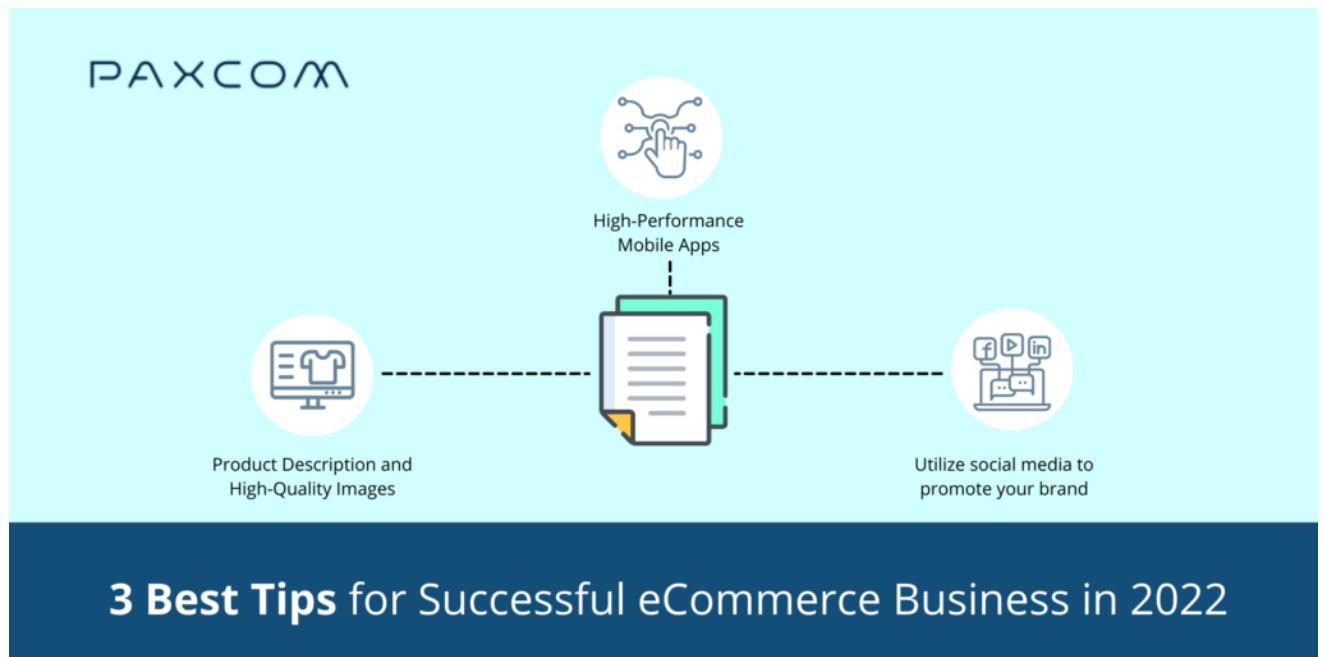 PAXCOM
High-Performance
Mobile Apps
Product Description and
High-Quality Images
f
in
Utilize social media to
promote your brand
3 Best Tips for Successful eCommerce Business in 2022